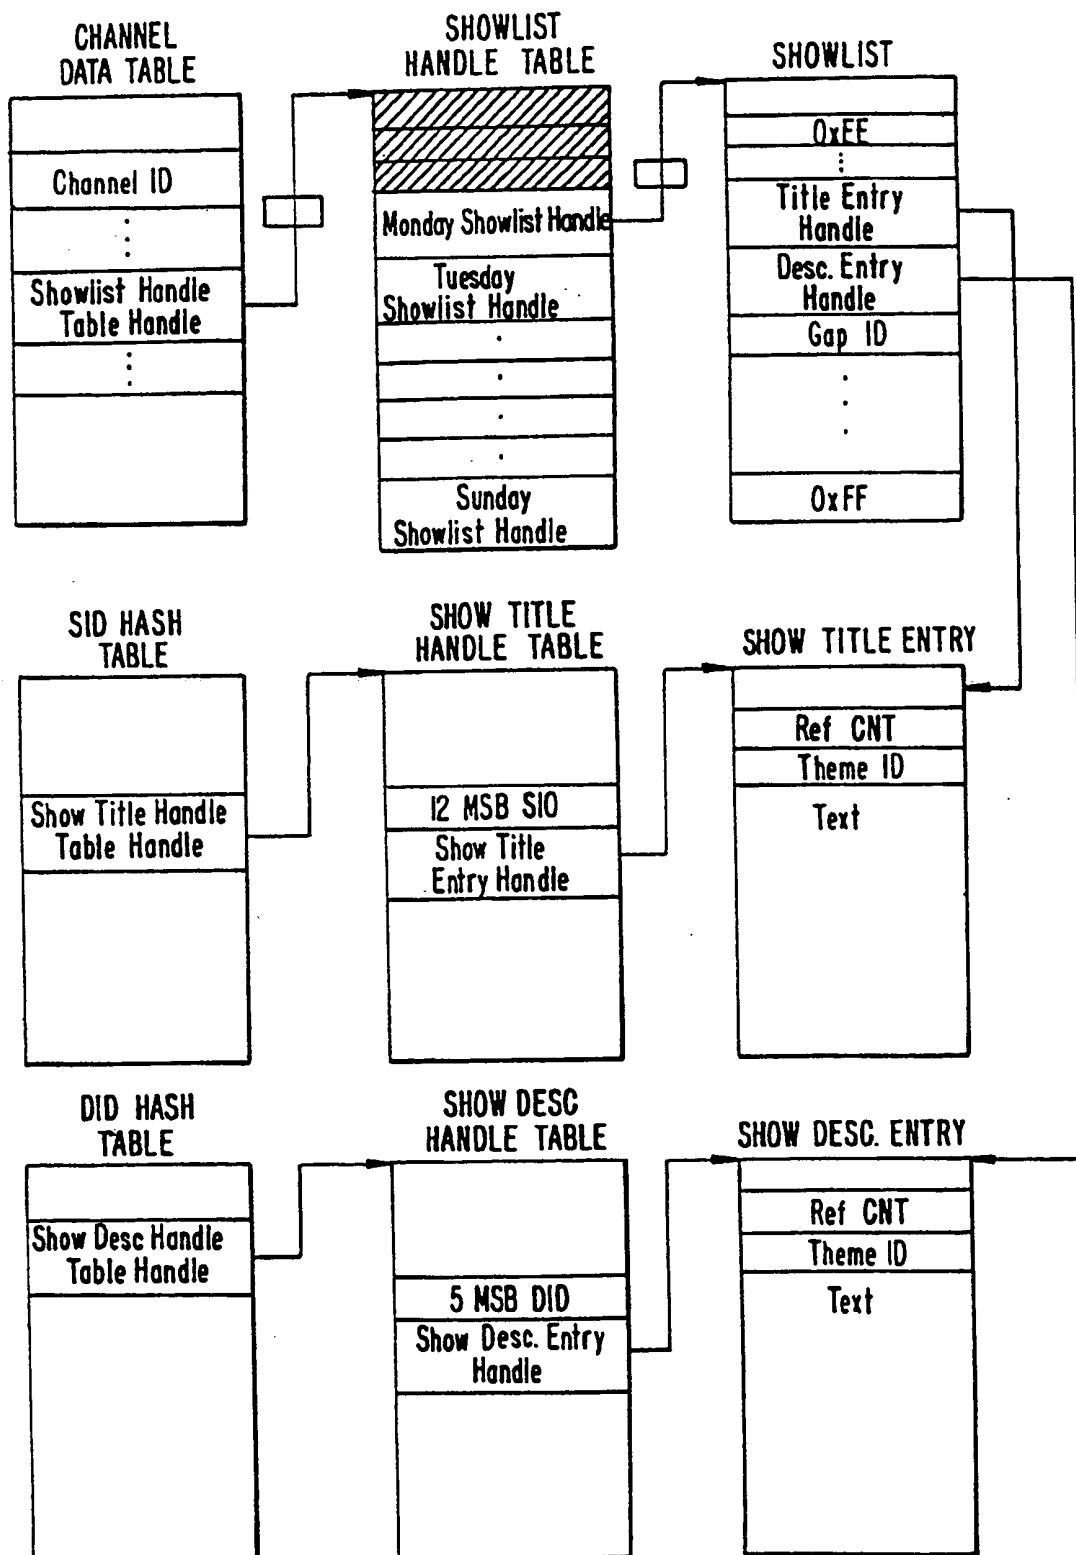 CHANNEL
DATA TABLE
Channel ID
Showlist Handle
Table Handle
SHOWLIST
HANDLE TABLE
Monday Showlist Handle
Tuesday
Showlist Handle
Sunday
Showlist Handle
SHOWLIST
0xEE
Title Entry
Handle
Desc. Entry
Handle
Gap ID
0xFF
SID HASH
TABLE
Show Title Handle
Table Handle
SHOW TITLE
HANDLE TABLE
12 MSB SIO
Show Title
Entry Handle
SHOW TITLE ENTRY
Ref CNT
Theme ID
Text
DID HASH
TABLE
Show Desc Handle
Table Handle
SHOW DESC
HANDLE TABLE
5 MSB DID
Show Desc. Entry
Handle
SHOW DESC. ENTRY
Ref CNT
Theme ID
Text